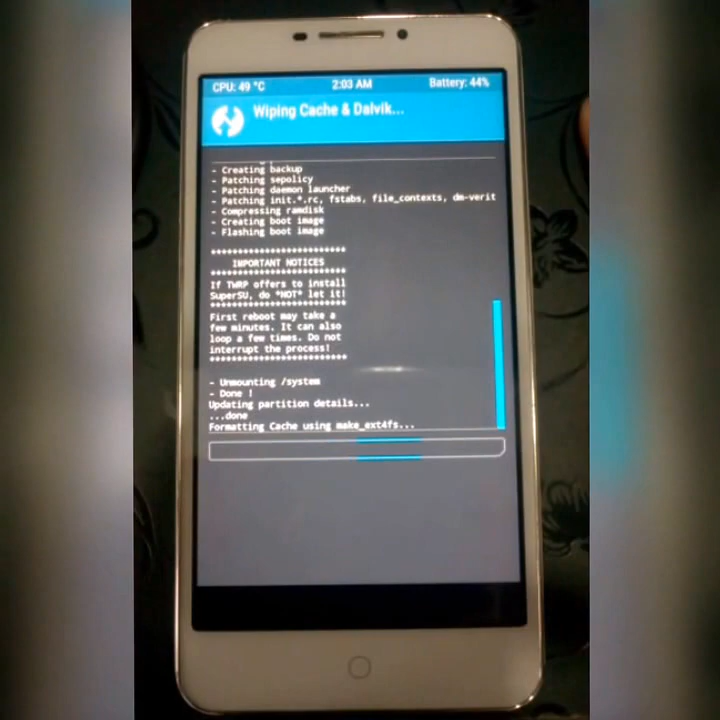 CPU: 49 °C 2:03 AM Battery: 44%
Wiping Cache & Dalvik...
- Creating backup
- Patching sepolicy
- Patching daemon launcher
- Patching init.*.rc, fstabs, file_contexts, dm-verit
- Compressing ramdisk
- Creating boot image
- Flashing boot image
*************************
IMPORTANT NOTICES
*************************
If TWRP offers to install
SuperSU, do *NOT* let it!
*************************
First reboot may take a
few minutes. It can also
loop a few times. Do not
interrupt the process!
*************************
- Unmounting /system
- Done !
Updating partition details...
...done
Formatting Cache using make_ext4fs...